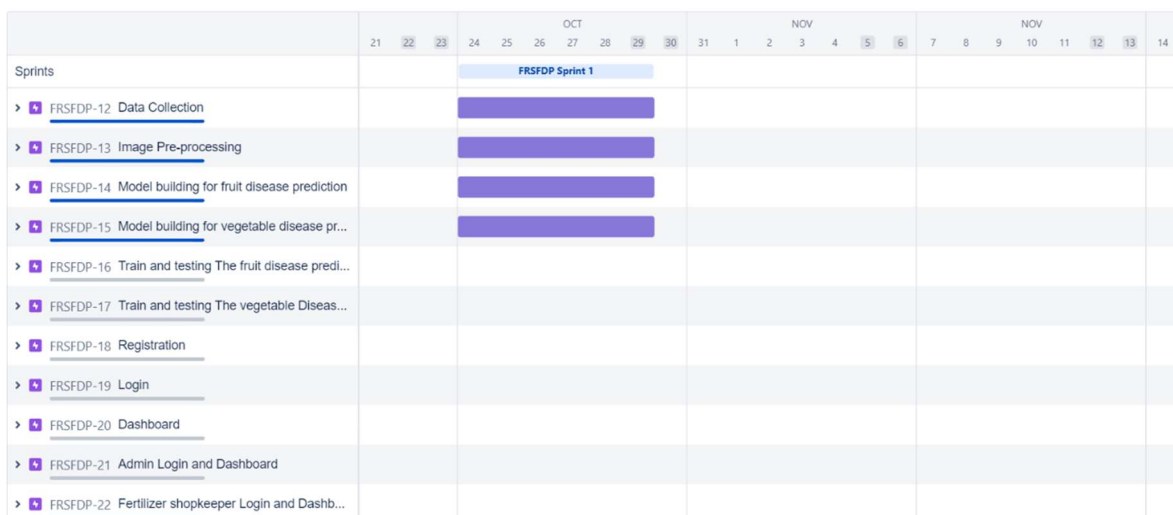 OCT NOV NOV
21 22 23 24 25 26 27 28 29 30 31 1 2 3 4 5 6 7 8 9 10 11 12 13 14
Sprints FRSFDP Sprint 1
FRSFDP-12 Data Collection
FRSFDP-13 Image Pre-processing
FRSFDP-14 Model building for fruit disease prediction
FRSFDP-15 Model building for vegetable disease pr...
FRSFDP-16 Train and testing The fruit disease predi...
FRSFDP-17 Train and testing The vegetable Diseas...
FRSFDP-18 Registration
FRSFDP-19 Login
FRSFDP-20 Dashboard
FRSFDP-21 Admin Login and Dashboard
FRSFDP-22 Fertilizer shopkeeper Login and Dashb...